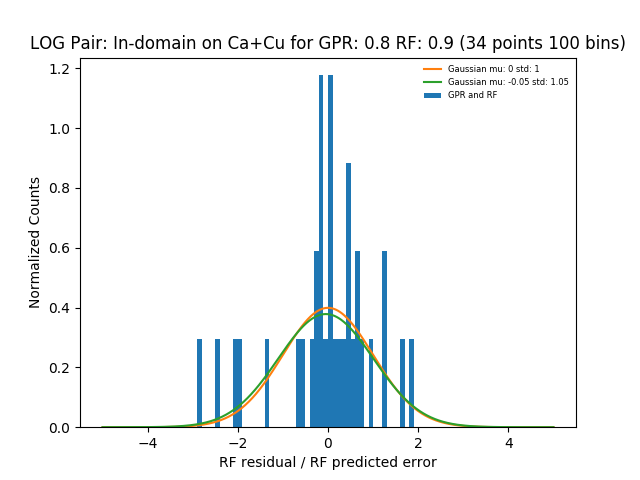 LOG Pair: In-domain on Ca+Cu for GPR: 0.8 RF: 0.9 (34 points 100 bins)
Gaussian mu: 0 std: 1
Gaussian mu: -0.05 std: 1.05
GPR and RF
Normalized Counts
1.2
1.0
0.8
0.6
0.4
0.2
0.0
−4 −2 0 2 4
RF residual / RF predicted error